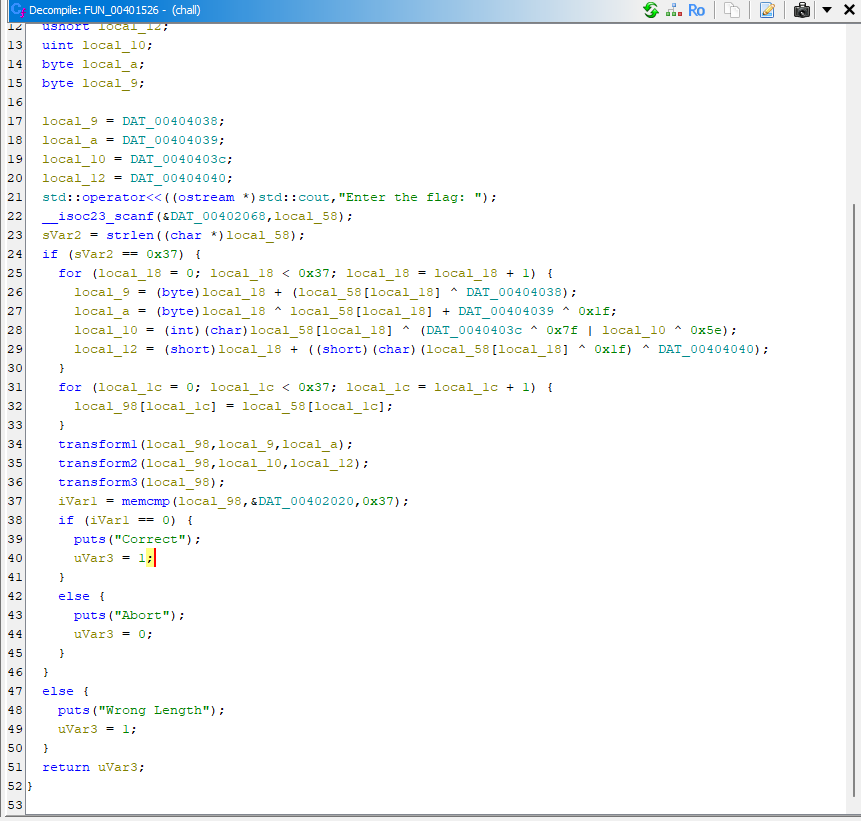 Decompile: FUN_00401526 - (chall)
Ro
12 ushort local_12;
13 uint local_10;
14 byte local_a;
15 byte local_9;
16
17 local_9 = DAT_00404038;
18 local_a = DAT_00404039;
19 local_10 = DAT_0040403c;
20 local_12 = DAT_00404040;
21 std::operator<<((ostream *)std::cout,"Enter the flag: ");
22 __isoc23_scanf(&DAT_00402068,local_58);
23 sVar2 = strlen((char *)local_58);
24 if (sVar2 == 0x37) {
25 for (local_18 = 0; local_18 < 0x37; local_18 = local_18 + 1) {
26 local_9 = (byte)local_18 + (local_58[local_18] ^ DAT_00404038);
27 local_a = (byte)local_18 ^ local_58[local_18] + DAT_00404039 ^ 0x1f;
28 local_10 = (int)(char)local_58[local_18] ^ (DAT_0040403c ^ 0x7f | local_10 ^ 0x5e);
29 local_12 = (short)local_18 + ((short)(char)(local_58[local_18] ^ 0x1f) ^ DAT_00404040);
30 }
31 for (local_1c = 0; local_1c < 0x37; local_1c = local_1c + 1) {
32 local_98[local_1c] = local_58[local_1c];
33 }
34 transform1(local_98,local_9,local_a);
35 transform2(local_98,local_10,local_12);
36 transform3(local_98);
37 iVar1 = memcmp(local_98,&DAT_00402020,0x37);
38 if (iVar1 == 0) {
39 puts("Correct");
40 uVar3 = 1;
41 }
42 else {
43 puts("Abort");
44 uVar3 = 0;
45 }
46 }
47 else {
48 puts("Wrong Length");
49 uVar3 = 1;
50 }
51 return uVar3;
52 }
53